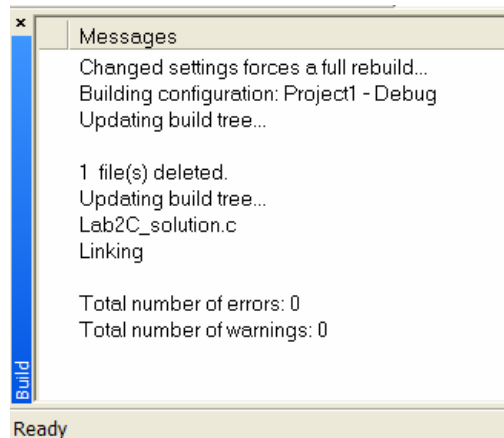 Messages
Changed settings forces a full rebuild...
Building configuration: Project1 - Debug
Updating build tree...
1 file(s) deleted.
Updating build tree...
Lab2C_solution.c
Linking
Total number of errors: 0
Total number of warnings: 0
Build
Ready